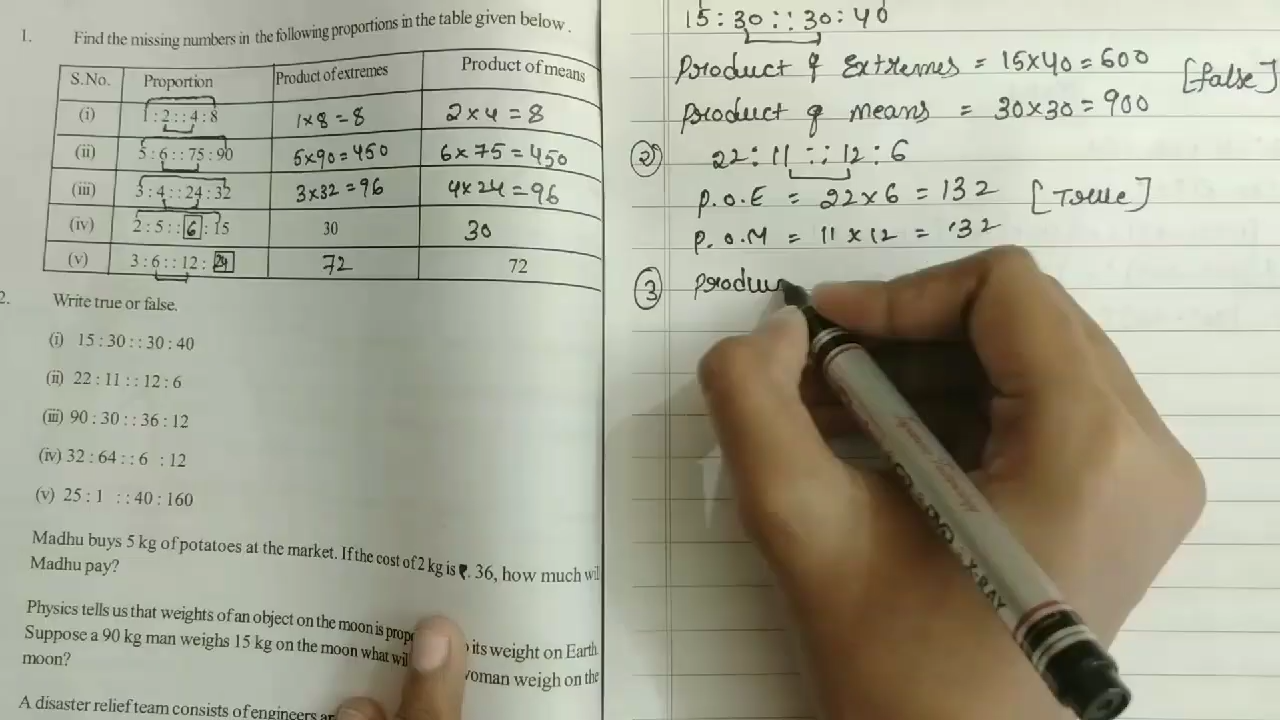 1. Find the missing numbers in the following proportions in the table given below.
S.No. Proportion Product of extremes Product of means
(i) 1 : 2 : : 4 : 8 1×8 = 8 2 × 4 = 8
(ii) 5 : 6 : : 75 : 90 5×90 = 450 6 × 75 = 450
(iii) 3 : 4 : : 24 : 32 3×32 = 96 4×24 = 96
(iv) 2 : 5 : : 6 : 15 30 30
(v) 3 : 6 : : 12 : 24 72 72
2. Write true or false.
(i) 15 : 30 : : 30 : 40
(ii) 22 : 11 : : 12 : 6
(iii) 90 : 30 : : 36 : 12
(iv) 32 : 64 : : 6 : 12
(v) 25 : 1 : : 40 : 160
Madhu buys 5 kg of potatoes at the market. If the cost of 2 kg is ₹. 36, how much will
Madhu pay?
Physics tells us that weights of an object on the moon is its weight on Earth.
Suppose a 90 kg man weighs 15 kg on the moon what woman weigh on the
moon?
A disaster relief team consists of engineers
15 : 30 : : 30 : 40
Product of Extremes = 15×40 = 600
[false]
Product of means = 30×30 = 900
② 22 : 11 : : 12 : 6
P.O.E = 22×6 = 132 [True]
P.O.M = 11 × 12 = 132
③ Produ
X-RAY